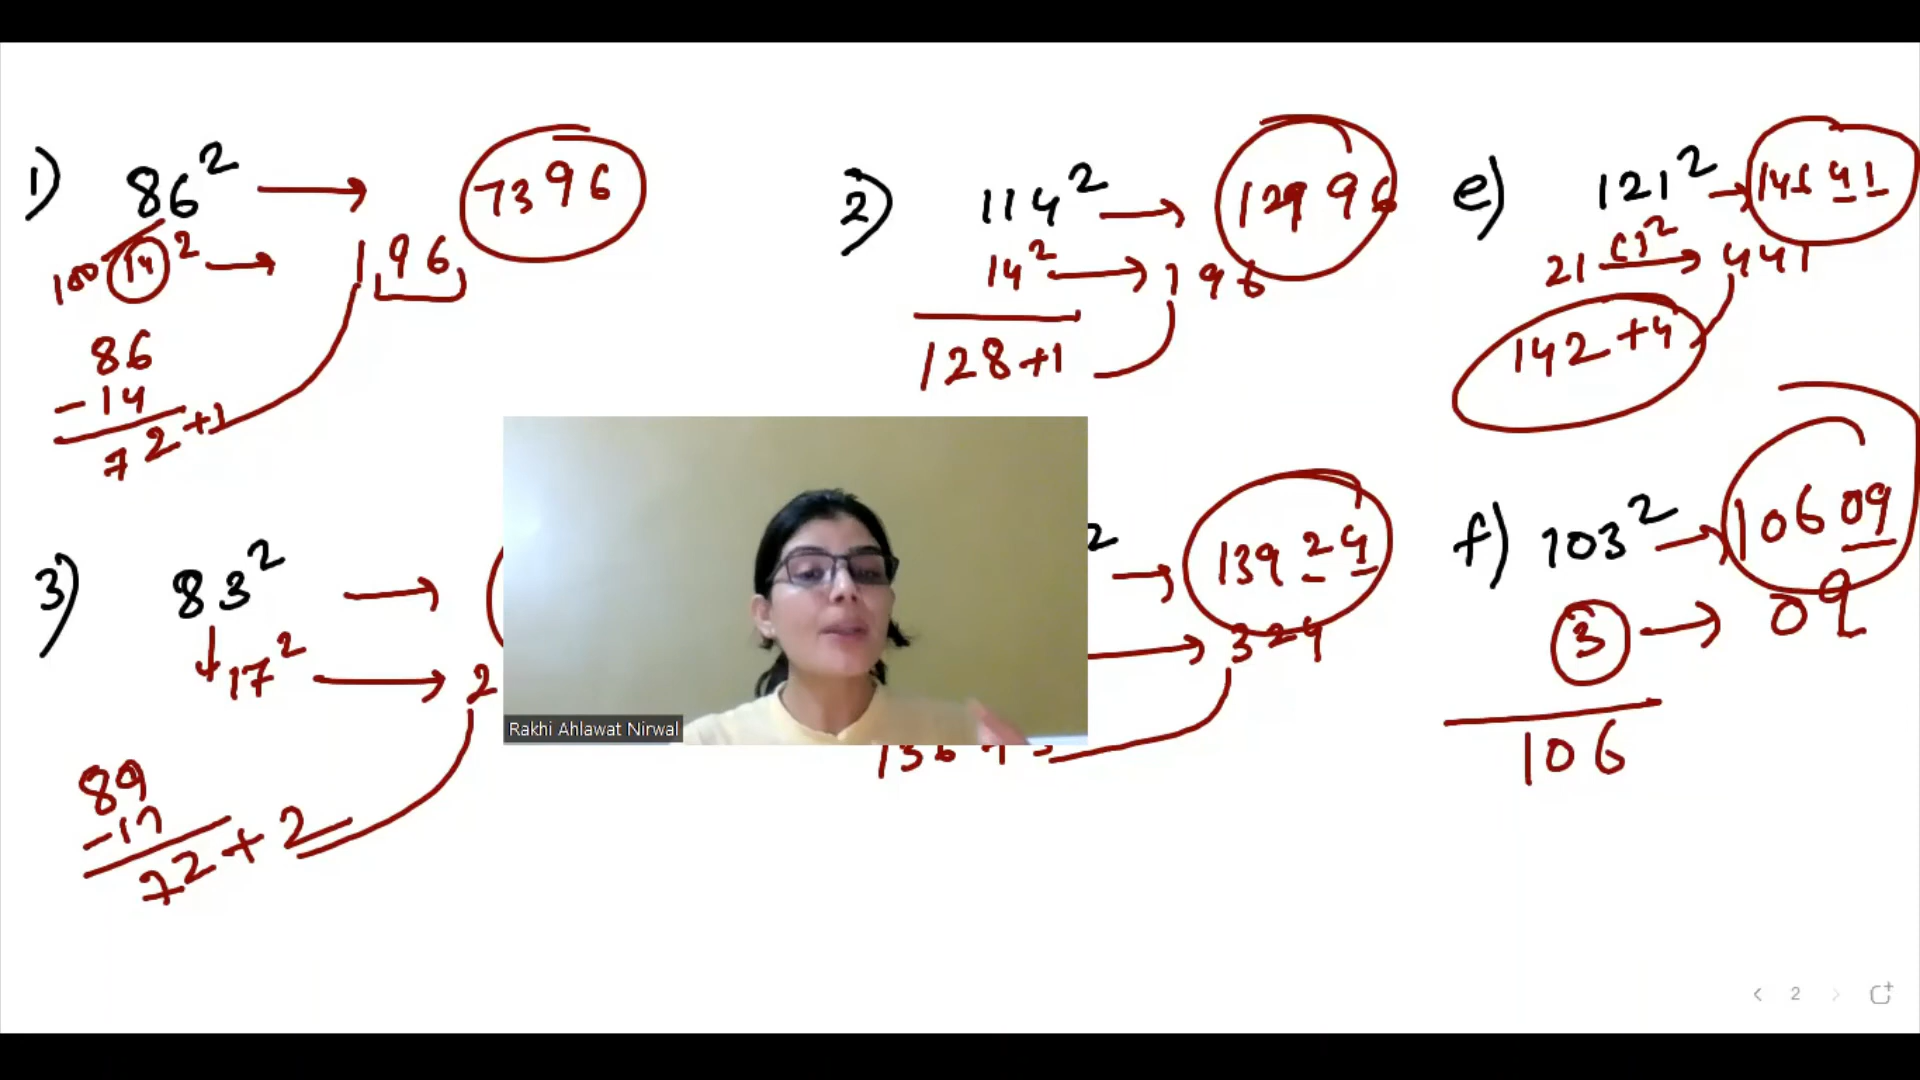 1) 86² → 7396
100 14² → 196
86
-14
72+1
2) 114² → 12996
14² → 196
128+1
e) 121² → 14641
21 ( )² → 441
142+4
3) 83² →
17² → 2
89
-17
72+2
2 → 13924
→ 324
f) 103² → 10609
3 → 09
106
Rakhi Ahlawat Nirwal
2